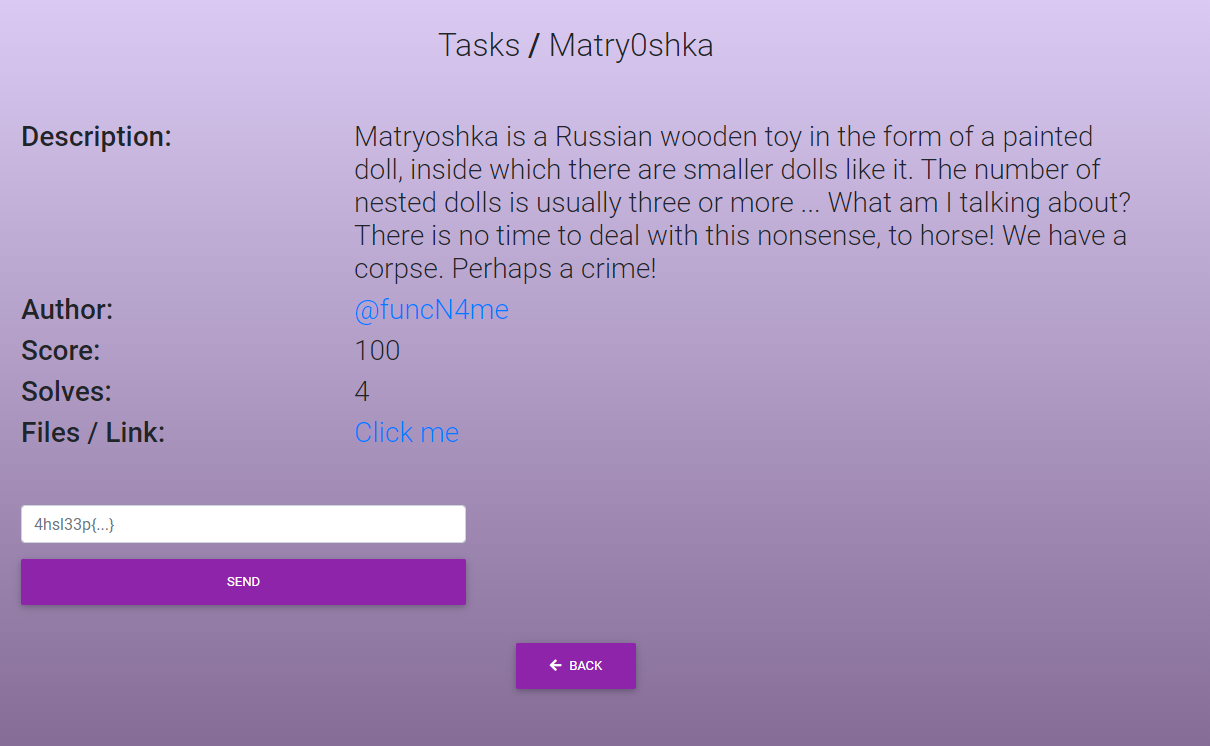 Tasks / Matry0shka
Description:
Matryoshka is a Russian wooden toy in the form of a painted
doll, inside which there are smaller dolls like it. The number of
nested dolls is usually three or more ... What am I talking about?
There is no time to deal with this nonsense, to horse! We have a
corpse. Perhaps a crime!
Author: @funcN4me
Score: 100
Solves: 4
Files / Link: Click me
4hsl33p{...}
SEND
BACK